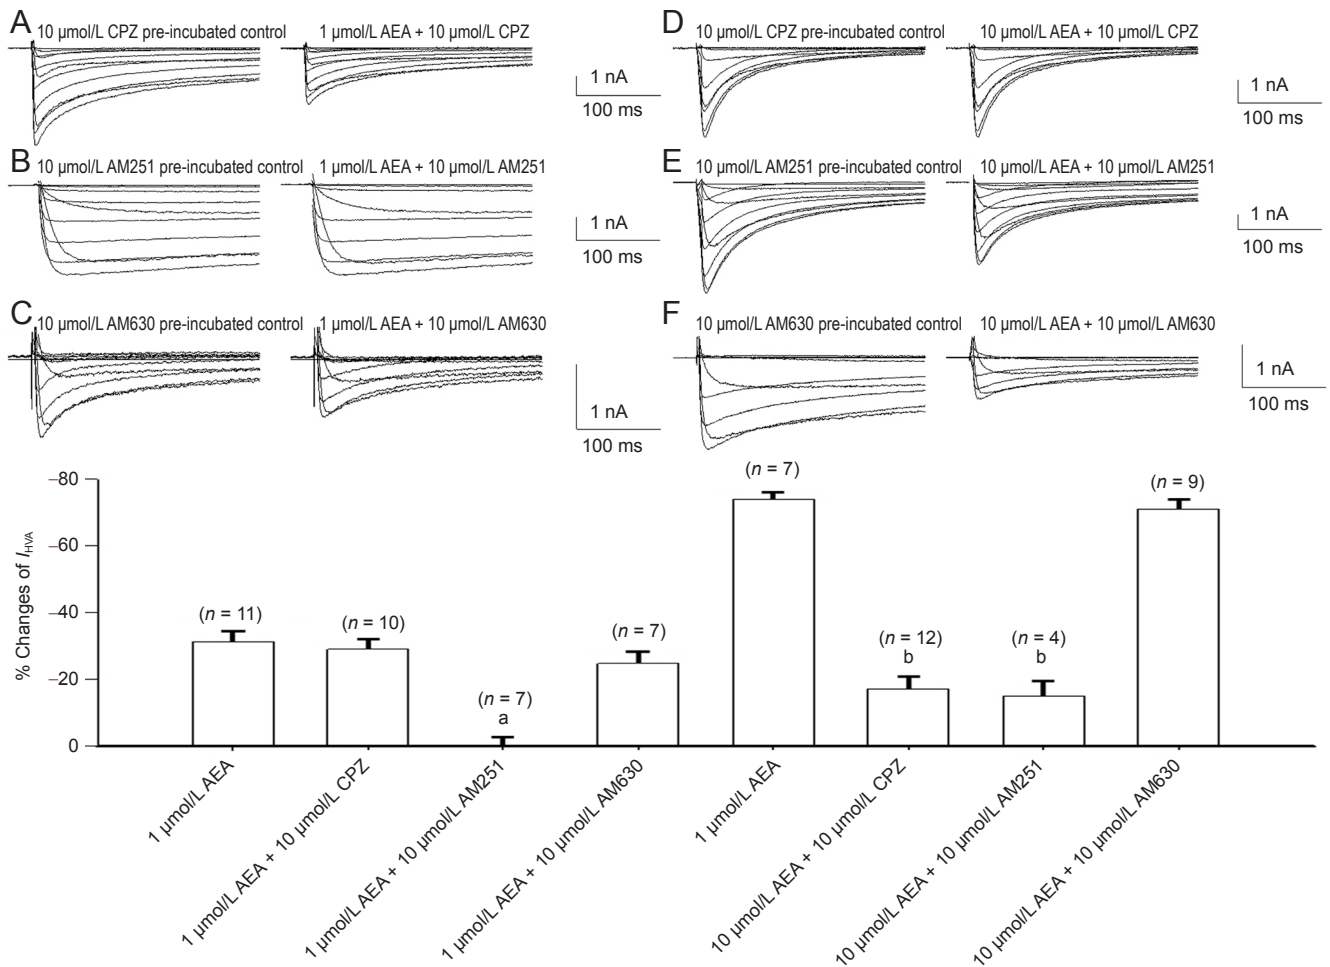 A 10 µmol/L CPZ pre-incubated control 1 µmol/L AEA + 10 µmol/L CPZ
1 nA
100 ms
B 10 µmol/L AM251 pre-incubated control 1 µmol/L AEA + 10 µmol/L AM251
1 nA
100 ms
C 10 µmol/L AM630 pre-incubated control 1 µmol/L AEA + 10 µmol/L AM630
1 nA
100 ms
D 10 µmol/L CPZ pre-incubated control 10 µmol/L AEA + 10 µmol/L CPZ
1 nA
100 ms
E 10 µmol/L AM251 pre-incubated control 10 µmol/L AEA + 10 µmol/L AM251
1 nA
100 ms
F 10 µmol/L AM630 pre-incubated control 10 µmol/L AEA + 10 µmol/L AM630
1 nA
100 ms
% Changes of IHVA
–80
–60
–40
–20
0
(n = 11)
(n = 10)
(n = 7)
a
(n = 7)
(n = 7)
(n = 12)
b
(n = 4)
b
(n = 9)
1 µmol/L AEA
1 µmol/L AEA + 10 µmol/L CPZ
1 µmol/L AEA + 10 µmol/L AM251
1 µmol/L AEA + 10 µmol/L AM630
1 µmol/L AEA
10 µmol/L AEA + 10 µmol/L CPZ
10 µmol/L AEA + 10 µmol/L AM251
10 µmol/L AEA + 10 µmol/L AM630